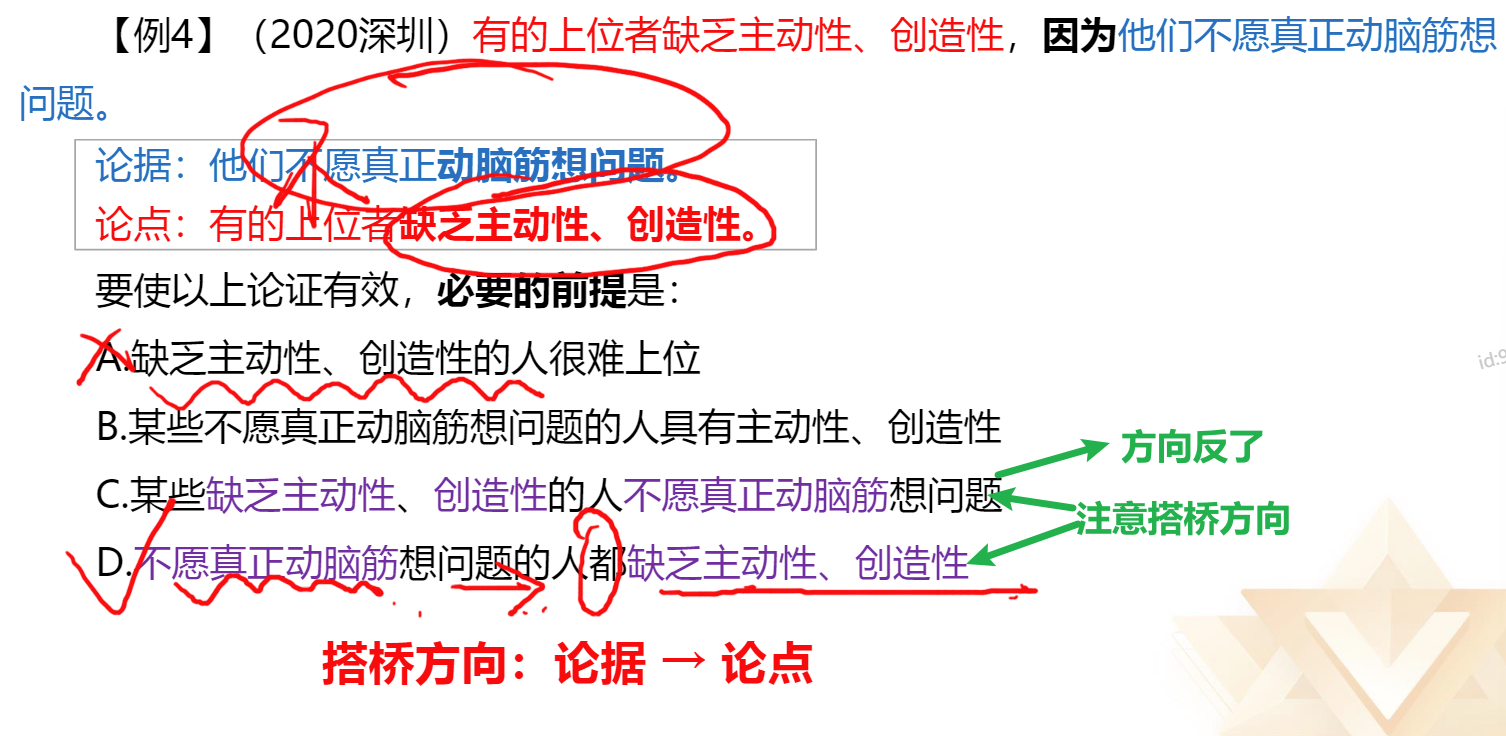 【例4】（2020深圳）有的上位者缺乏主动性、创造性，因为他们不愿真正动脑筋想
问题。
论据：他们不愿真正动脑筋想问题。
论点：有的上位者缺乏主动性、创造性。
要使以上论证有效，必要的前提是：
A.缺乏主动性、创造性的人很难上位
B.某些不愿真正动脑筋想问题的人具有主动性、创造性
方向反了
C.某些缺乏主动性、创造性的人不愿真正动脑筋想问题
注意搭桥方向
D.不愿真正动脑筋想问题的人都缺乏主动性、创造性
搭桥方向：论据 → 论点
id:9